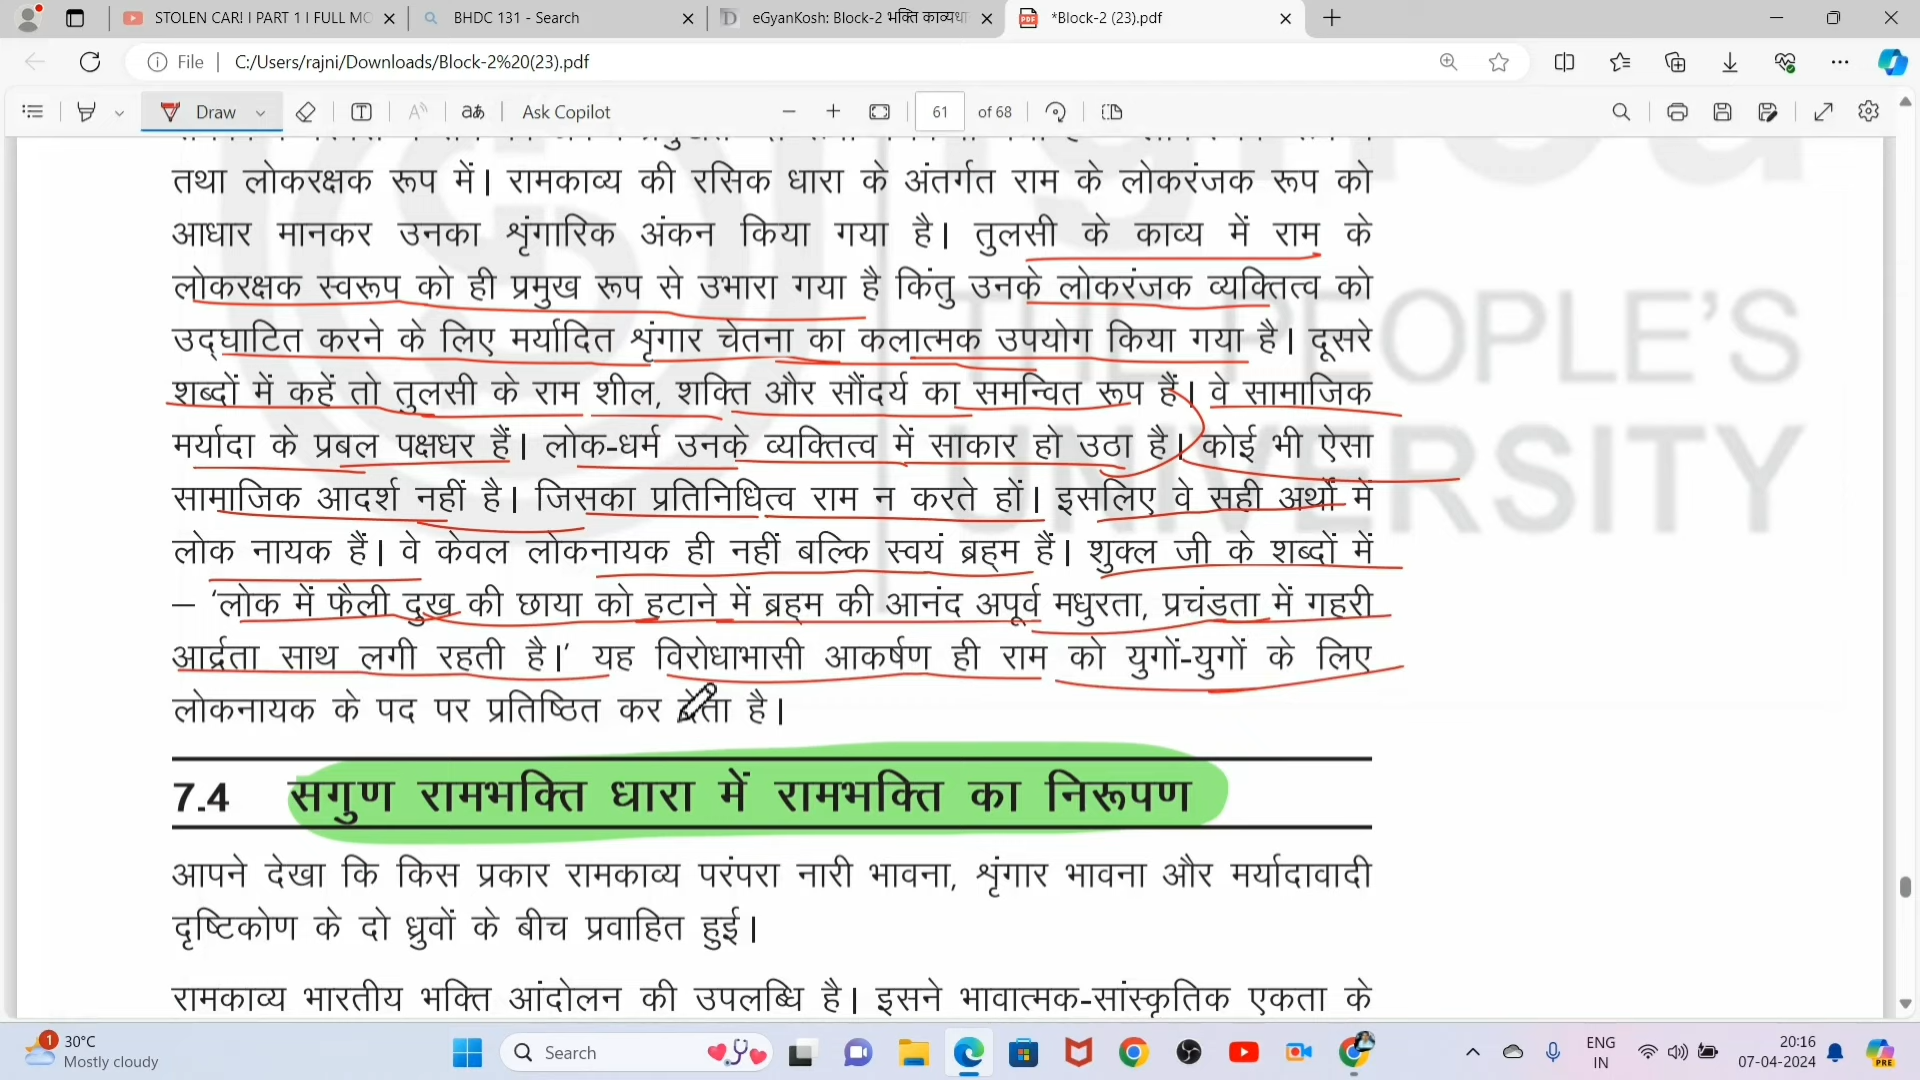 STOLEN CAR! I PART 1 I FULL MO
BHDC 131 - Search
eGyanKosh: Block-2 भक्ति काव्यधा
*Block-2 (23).pdf
File
C:/Users/rajni/Downloads/Block-2%20(23).pdf
Draw
Ask Copilot
61 of 68
तथा लोकरक्षक रूप में। रामकाव्य की रसिक धारा के अंतर्गत राम के लोकरंजक रूप को
आधार मानकर उनका शृंगारिक अंकन किया गया है। तुलसी के काव्य में राम के
लोकरक्षक स्वरूप को ही प्रमुख रूप से उभारा गया है किंतु उनके लोकरंजक व्यक्तित्व को
उद्घाटित करने के लिए मर्यादित शृंगार चेतना का कलात्मक उपयोग किया गया है। दूसरे
शब्दों में कहें तो तुलसी के राम शील, शक्ति और सौंदर्य का समन्वित रूप हैं। वे सामाजिक
मर्यादा के प्रबल पक्षधर हैं। लोक-धर्म उनके व्यक्तित्व में साकार हो उठा है। कोई भी ऐसा
सामाजिक आदर्श नहीं है। जिसका प्रतिनिधित्व राम न करते हों। इसलिए वे सही अर्थों में
लोक नायक हैं। वे केवल लोकनायक ही नहीं बल्कि स्वयं ब्रह्म हैं। शुक्ल जी के शब्दों में
– ‘लोक में फैली दुख की छाया को हटाने में ब्रह्म की आनंद अपूर्व मधुरता, प्रचंडता में गहरी
आर्द्रता साथ लगी रहती है।’ यह विरोधाभासी आकर्षण ही राम को युगों-युगों के लिए
लोकनायक के पद पर प्रतिष्ठित कर देता है।
THE PEOPLE'S
UNIVERSITY
7.4 सगुण रामभक्ति धारा में रामभक्ति का निरूपण
आपने देखा कि किस प्रकार रामकाव्य परंपरा नारी भावना, शृंगार भावना और मर्यादावादी
दृष्टिकोण के दो ध्रुवों के बीच प्रवाहित हुई।
रामकाव्य भारतीय भक्ति आंदोलन की उपलब्धि है। इसने भावात्मक-सांस्कृतिक एकता के
1
30°C
Mostly cloudy
Search
ENG
IN
20:16
07-04-2024
PRE